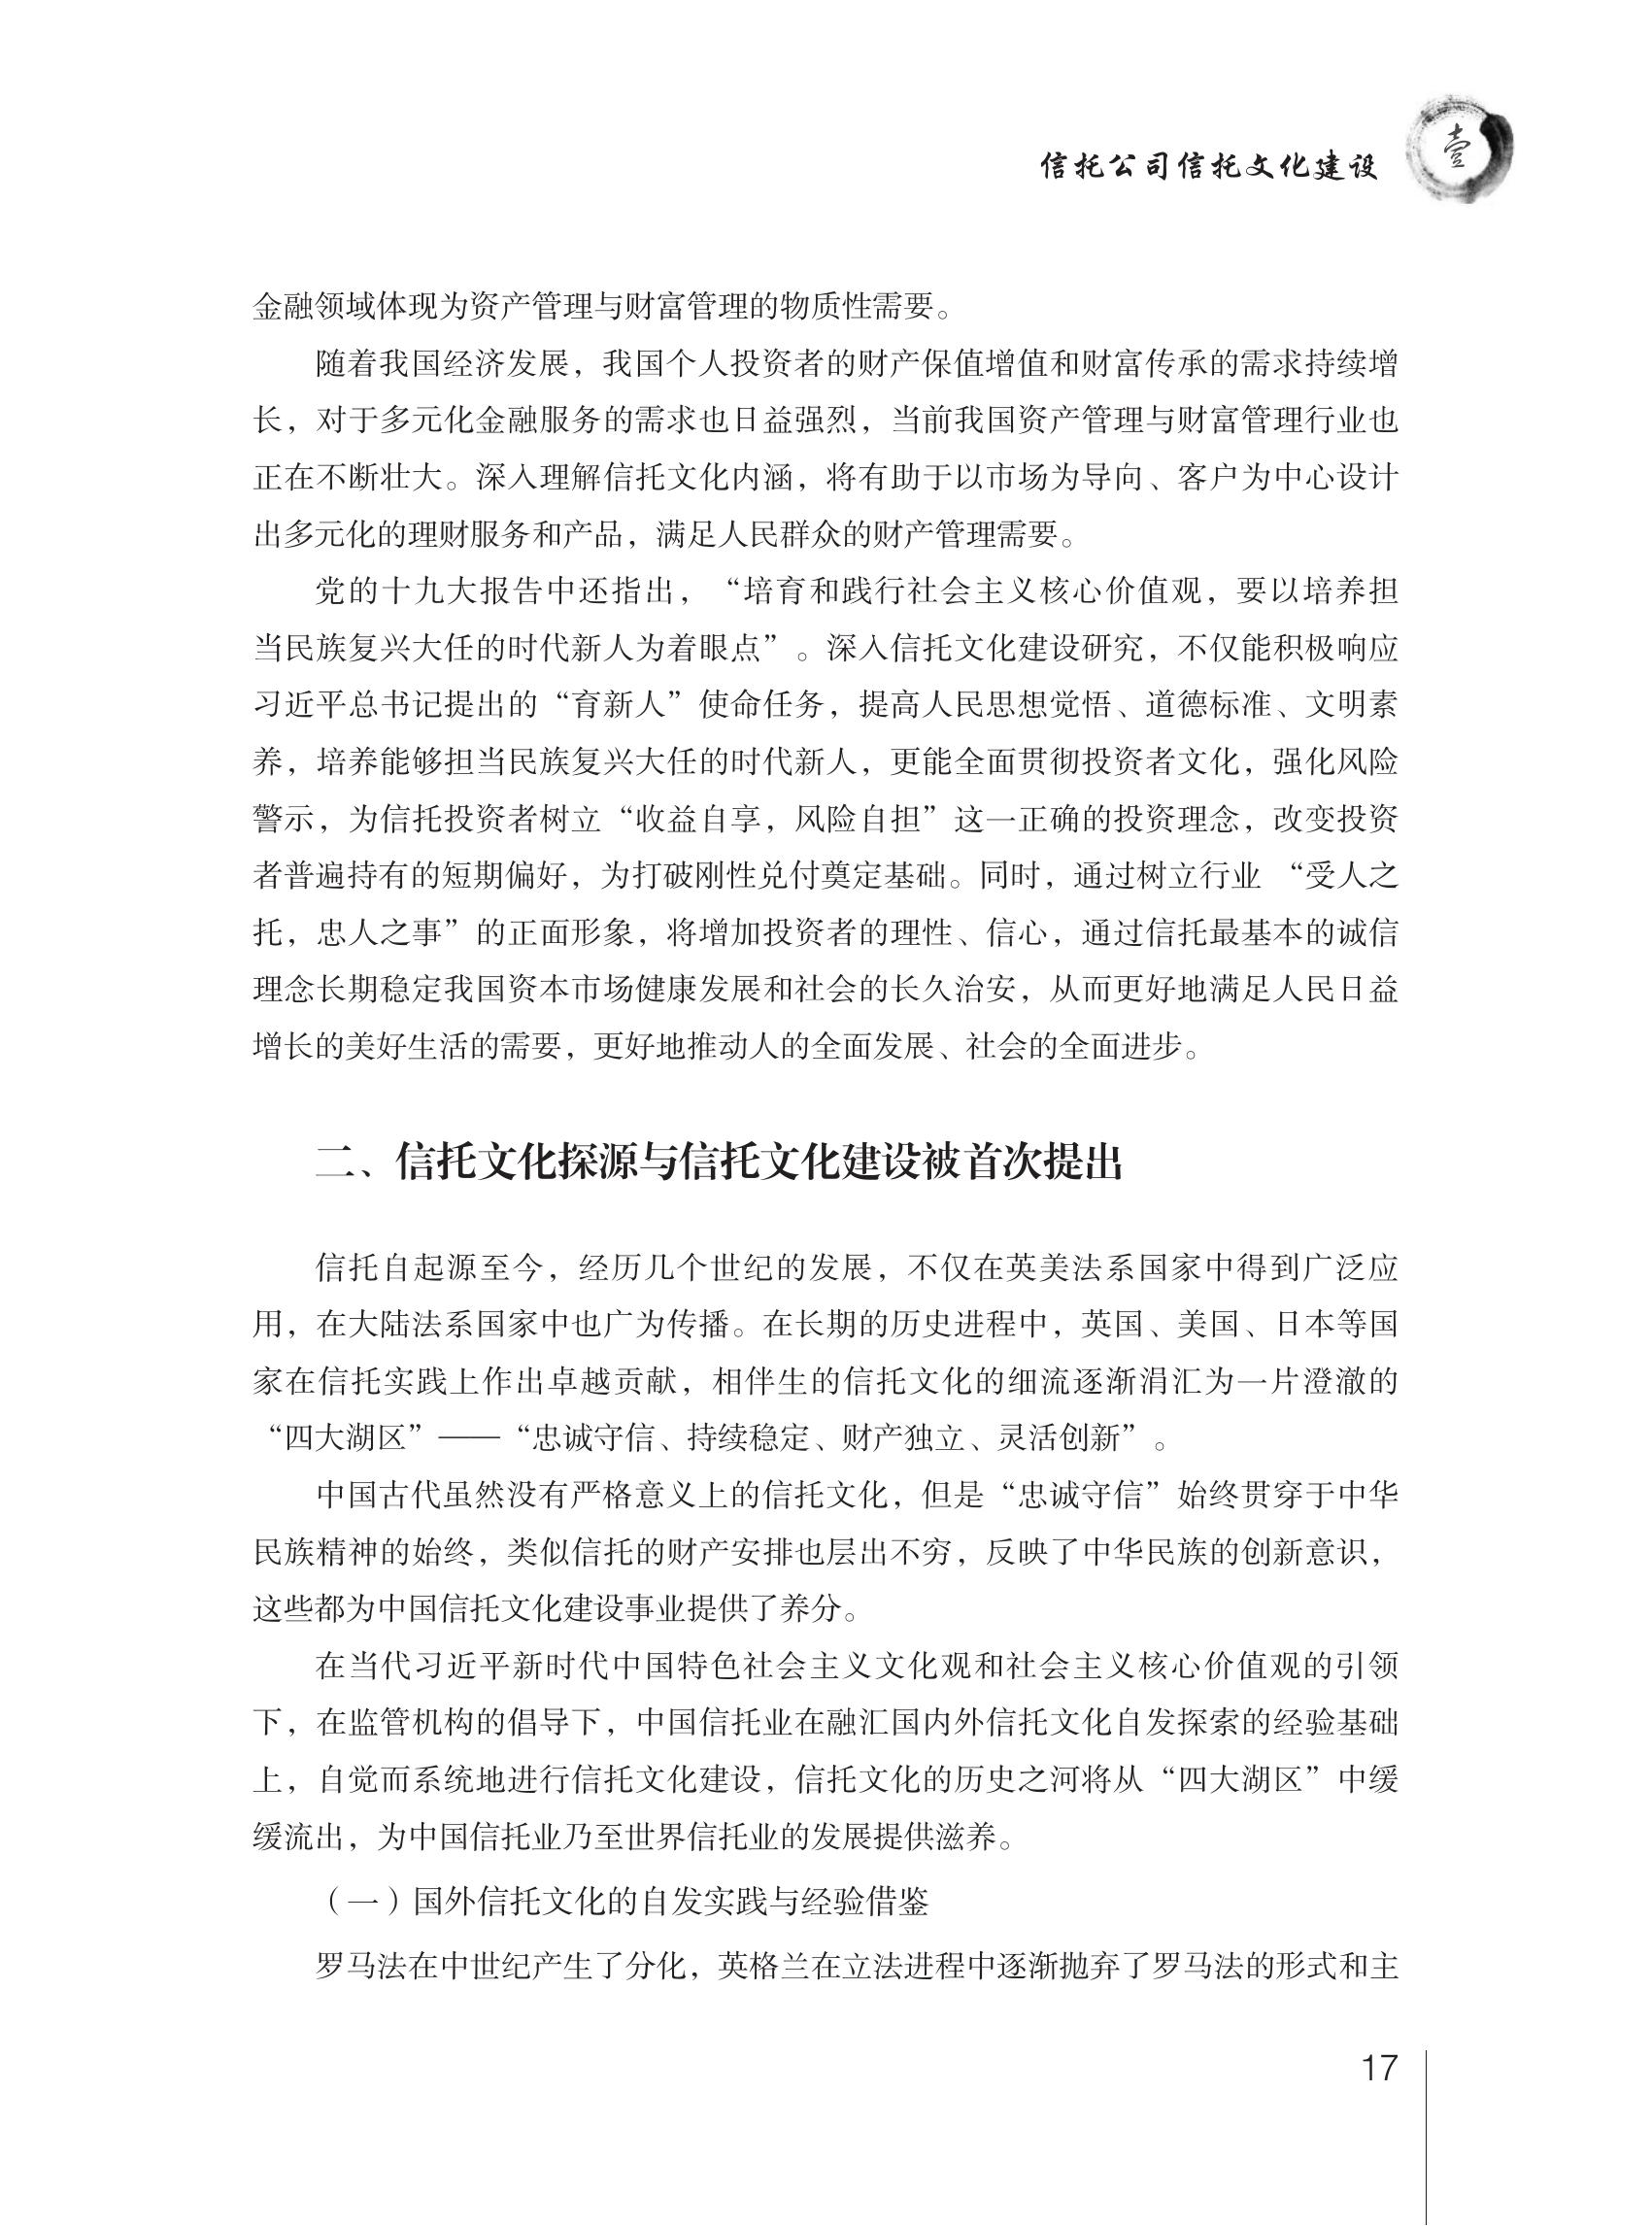 信托公司信托文化建设
壹
金融领域体现为资产管理与财富管理的物质性需要。
随着我国经济发展，我国个人投资者的财产保值增值和财富传承的需求持续增
长，对于多元化金融服务的需求也日益强烈，当前我国资产管理与财富管理行业也
正在不断壮大。深入理解信托文化内涵，将有助于以市场为导向、客户为中心设计
出多元化的理财服务和产品，满足人民群众的财产管理需要。
党的十九大报告中还指出，“培育和践行社会主义核心价值观，要以培养担
当民族复兴大任的时代新人为着眼点”。深入信托文化建设研究，不仅能积极响应
习近平总书记提出的“育新人”使命任务，提高人民思想觉悟、道德标准、文明素
养，培养能够担当民族复兴大任的时代新人，更能全面贯彻投资者文化，强化风险
警示，为信托投资者树立“收益自享，风险自担”这一正确的投资理念，改变投资
者普遍持有的短期偏好，为打破刚性兑付奠定基础。同时，通过树立行业 “受人之
托，忠人之事”的正面形象，将增加投资者的理性、信心，通过信托最基本的诚信
理念长期稳定我国资本市场健康发展和社会的长久治安，从而更好地满足人民日益
增长的美好生活的需要，更好地推动人的全面发展、社会的全面进步。
二、信托文化探源与信托文化建设被首次提出
信托自起源至今，经历几个世纪的发展，不仅在英美法系国家中得到广泛应
用，在大陆法系国家中也广为传播。在长期的历史进程中，英国、美国、日本等国
家在信托实践上作出卓越贡献，相伴生的信托文化的细流逐渐涓汇为一片澄澈的
“四大湖区”——“忠诚守信、持续稳定、财产独立、灵活创新”。
中国古代虽然没有严格意义上的信托文化，但是“忠诚守信”始终贯穿于中华
民族精神的始终，类似信托的财产安排也层出不穷，反映了中华民族的创新意识，
这些都为中国信托文化建设事业提供了养分。
在当代习近平新时代中国特色社会主义文化观和社会主义核心价值观的引领
下，在监管机构的倡导下，中国信托业在融汇国内外信托文化自发探索的经验基础
上，自觉而系统地进行信托文化建设，信托文化的历史之河将从“四大湖区”中缓
缓流出，为中国信托业乃至世界信托业的发展提供滋养。
（一）国外信托文化的自发实践与经验借鉴
罗马法在中世纪产生了分化，英格兰在立法进程中逐渐抛弃了罗马法的形式和主
17